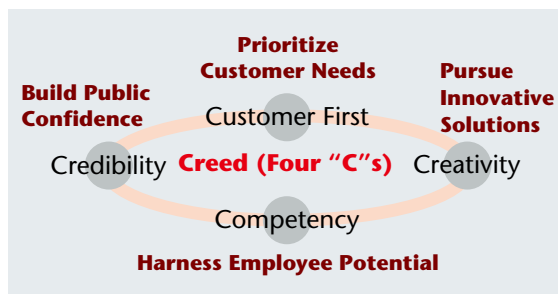 Prioritize
Customer Needs
Build Public
Confidence
Pursue
Innovative
Solutions
Customer First
Credibility
Creed (Four “C”s)
Creativity
Competency
Harness Employee Potential